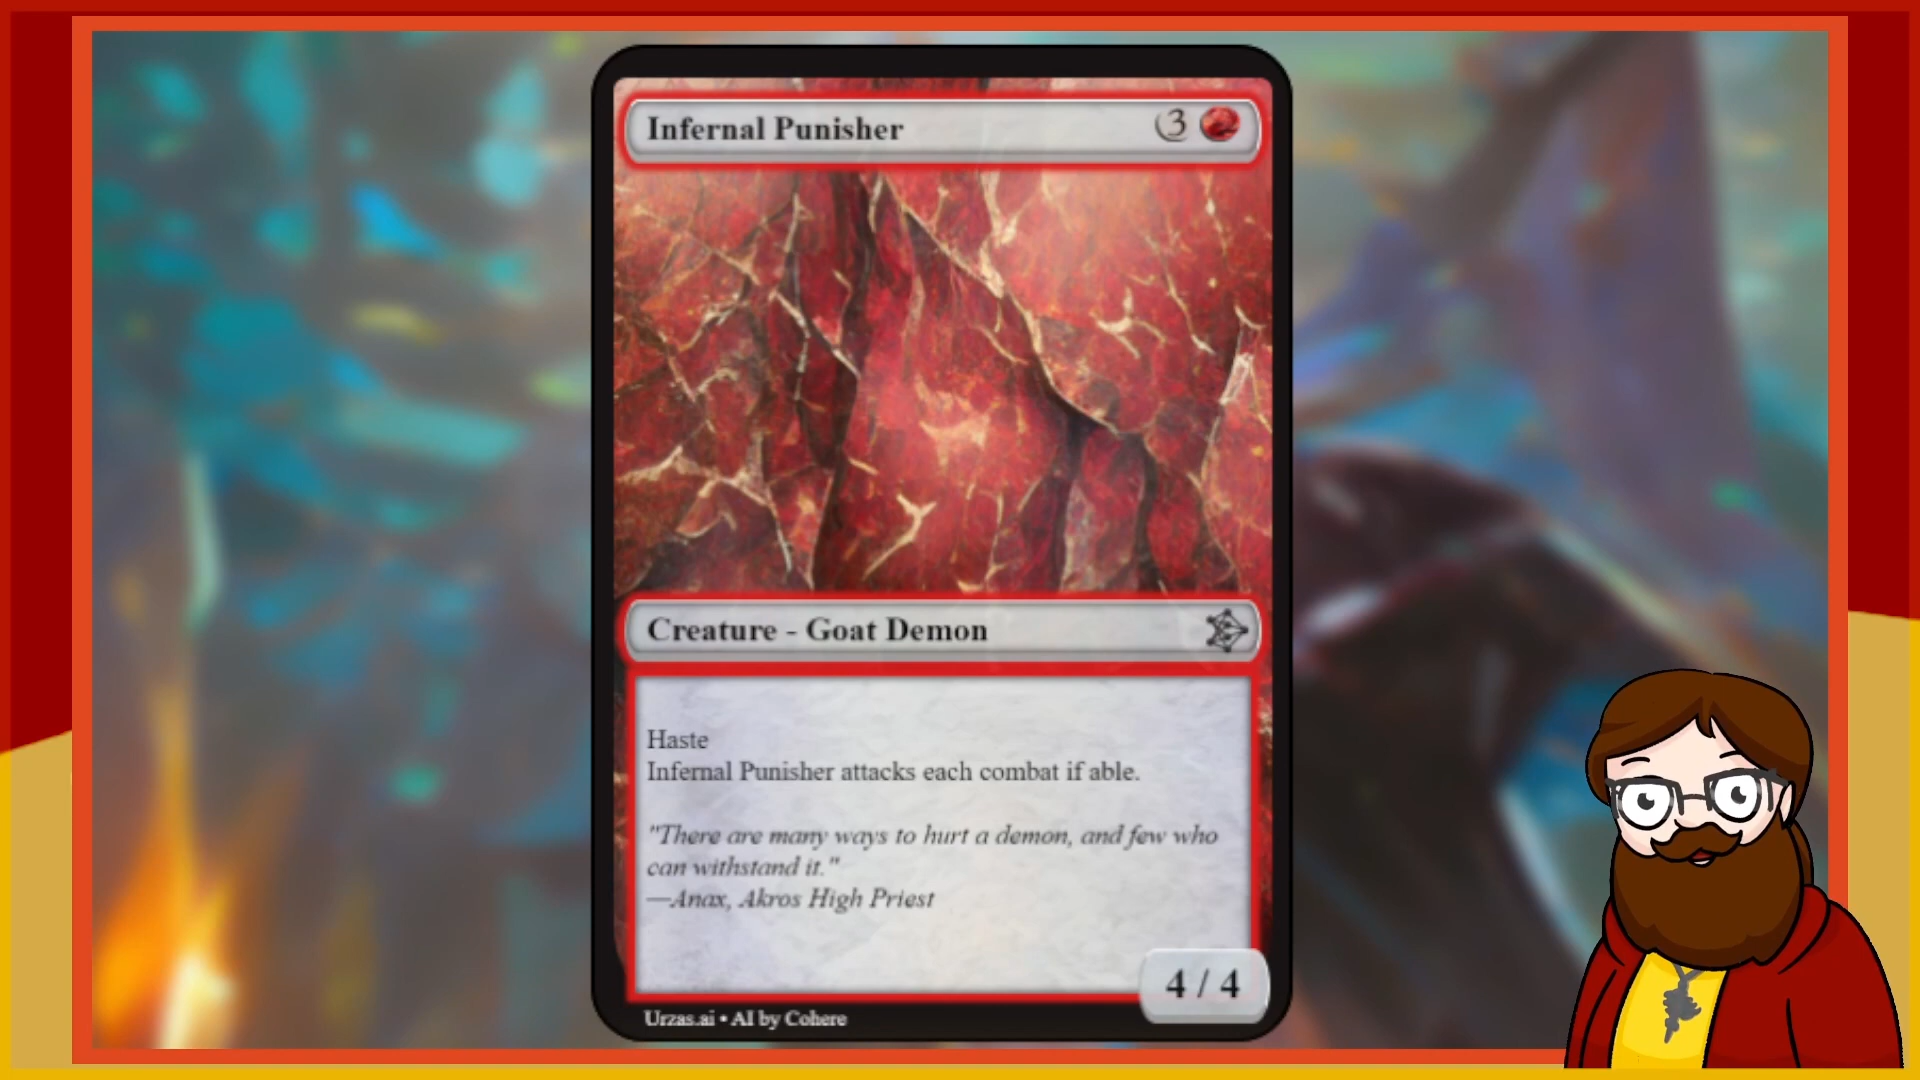 Infernal Punisher 3
Creature - Goat Demon
Haste
Infernal Punisher attacks each combat if able.
"There are many ways to hurt a demon, and few who
can withstand it."
—Anax, Akros High Priest
4 / 4
Urzas.ai • AI by Cohere